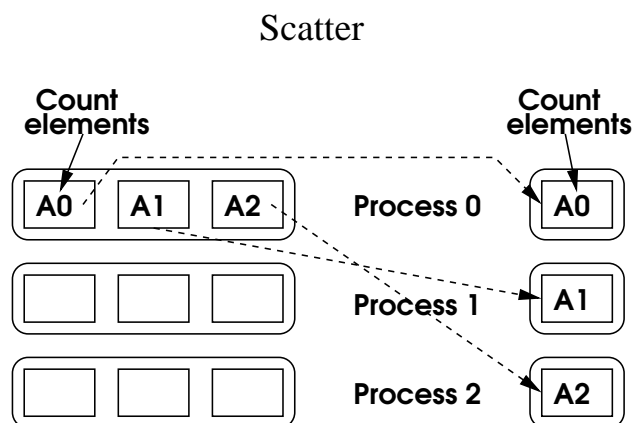 Scatter
Count
elements
Count
elements
A0 A1 A2 Process 0 A0
Process 1 A1
Process 2 A2